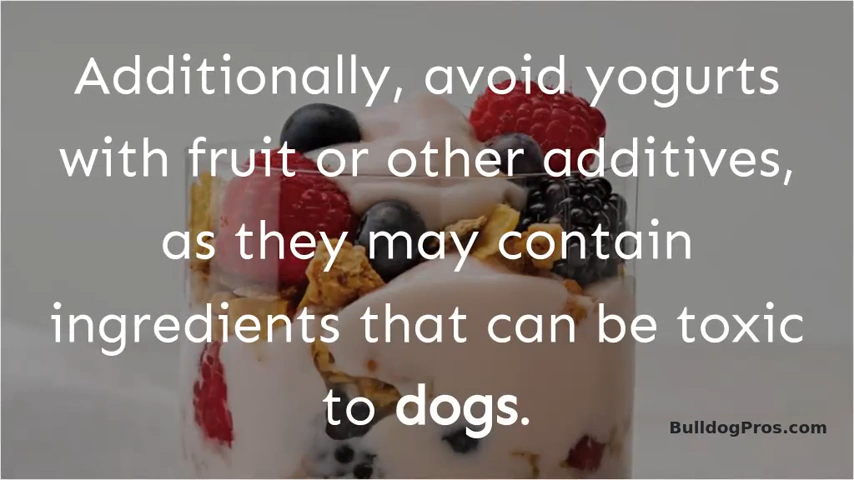 Additionally, avoid yogurts
with fruit or other additives,
as they may contain
ingredients that can be toxic
to dogs.
BulldogPros.com